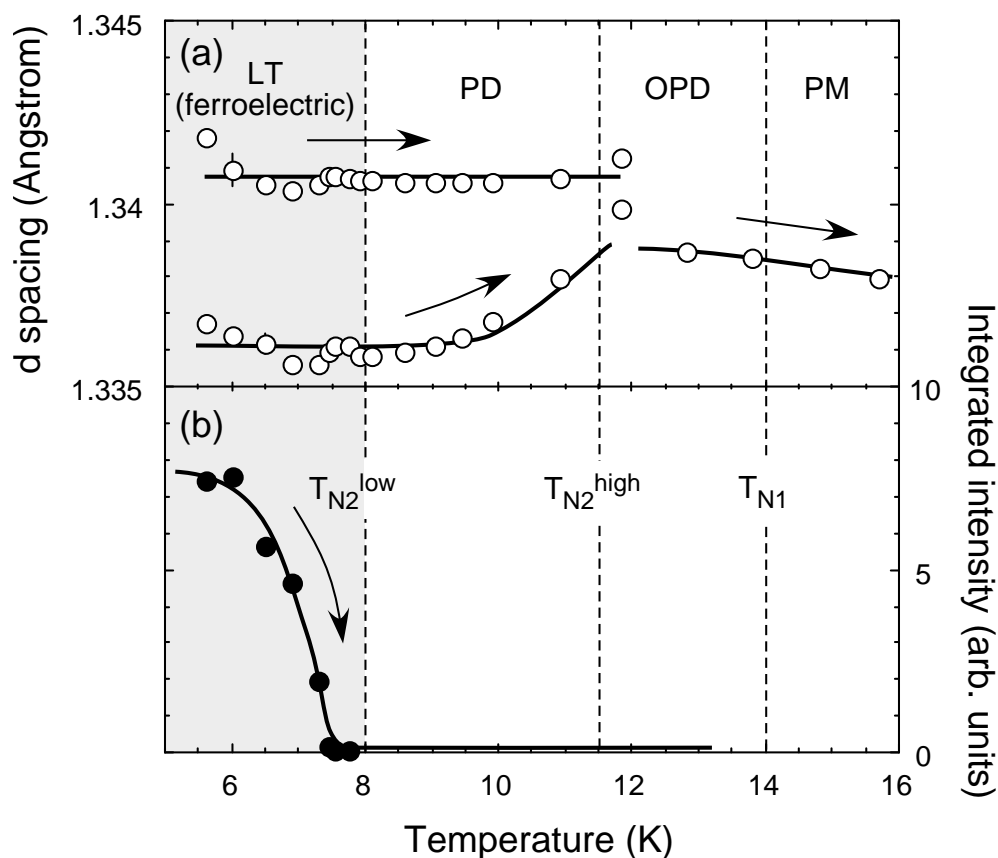 1.345
(a)
LT
(ferroelectric)
PD
OPD
PM
1.34
d spacing (Angstrom)
1.335
10
(b)
T_N2^low
T_N2^high
T_N1
5
0
Integrated intensity (arb. units)
6
8
10
12
14
16
Temperature (K)